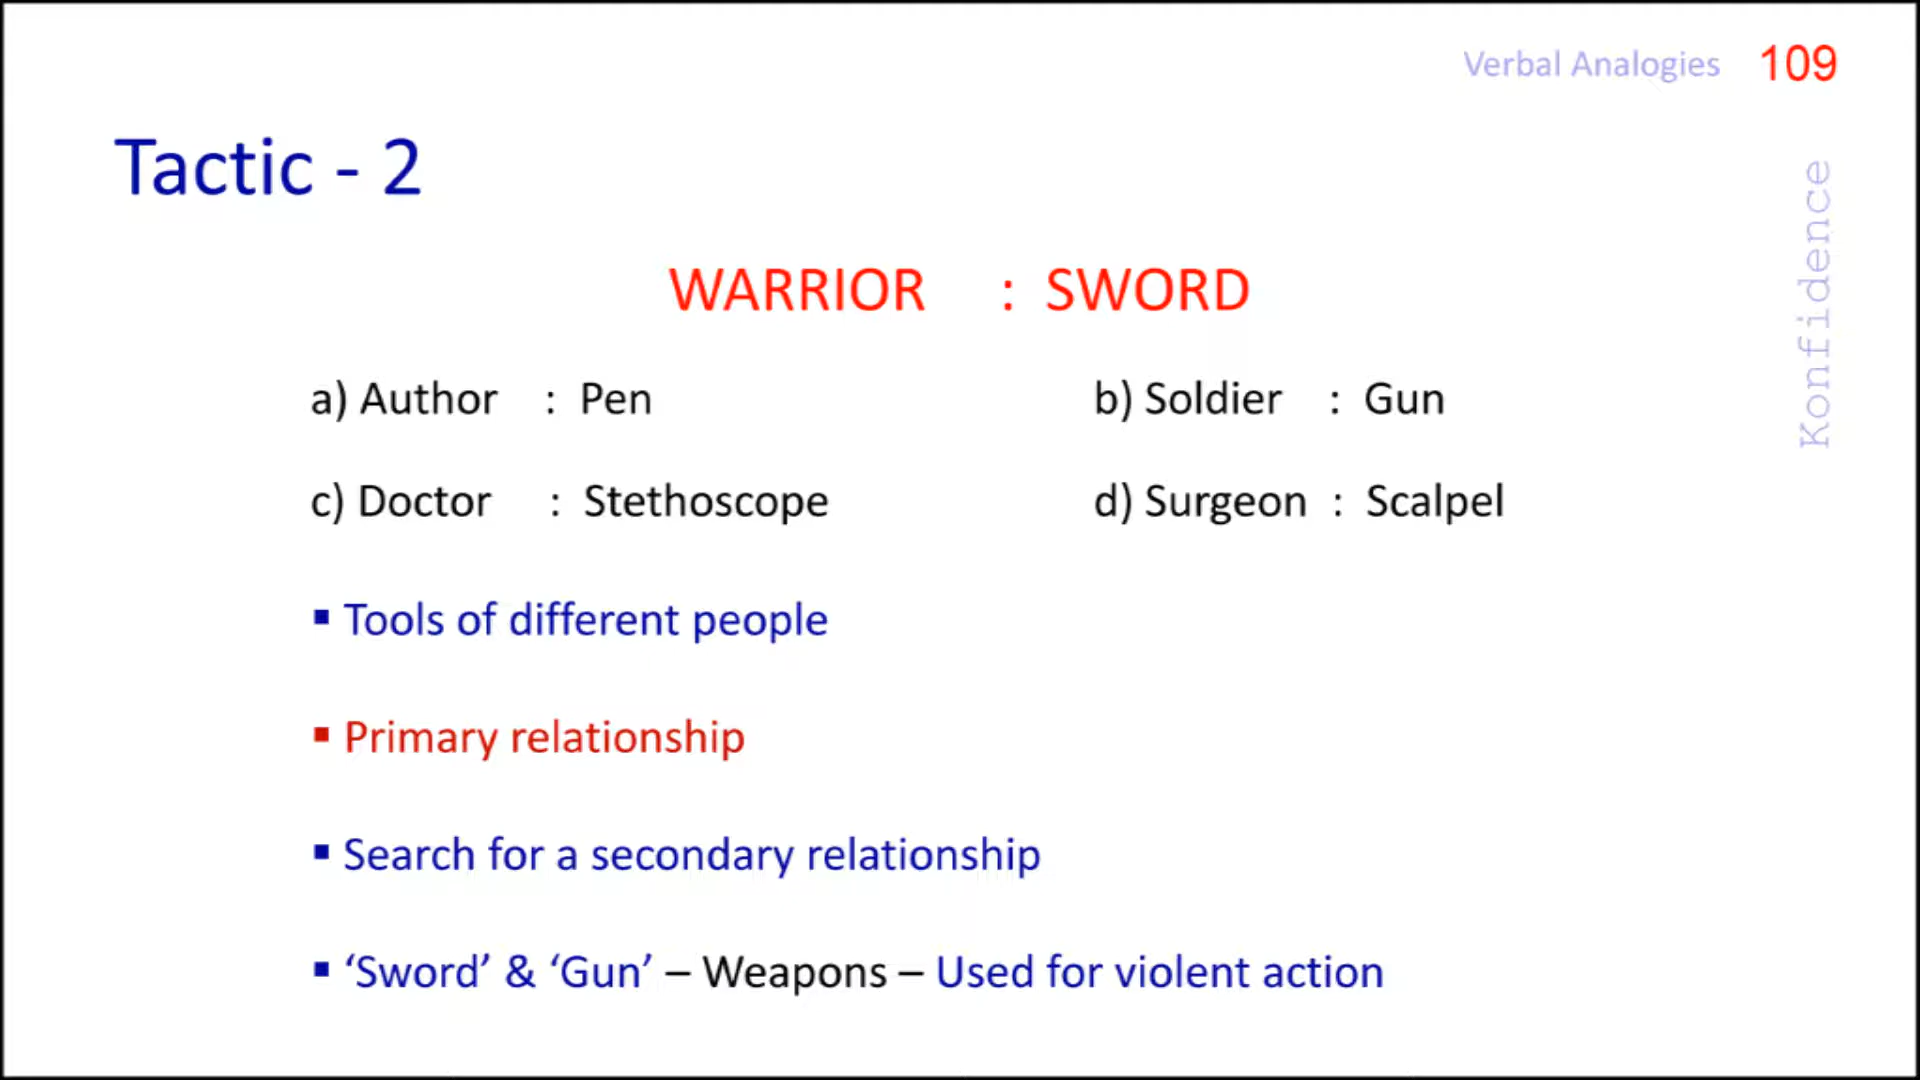 Verbal Analogies 109
Tactic - 2
Konfidence
WARRIOR : SWORD
a) Author : Pen b) Soldier : Gun
c) Doctor : Stethoscope d) Surgeon : Scalpel
▪ Tools of different people
▪ Primary relationship
▪ Search for a secondary relationship
▪ ‘Sword’ & ‘Gun’ – Weapons – Used for violent action